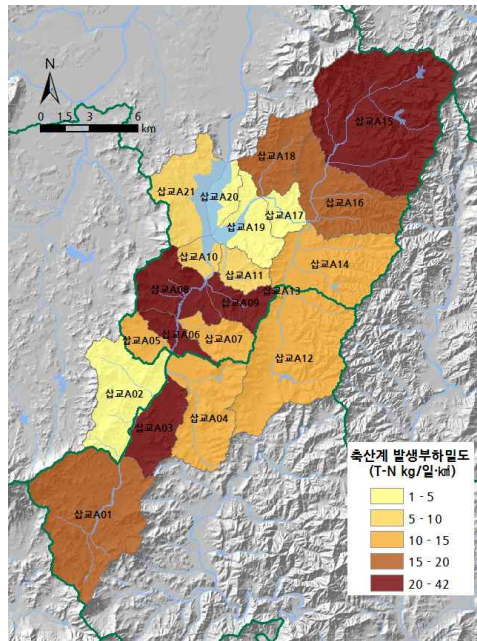 N
0 1.5 3 6
km
삽교A15
삽교A18
삽교A21
삽교A20
삽교A16
삽교A17
삽교A19
삽교A10
삽교A14
삽교A11
삽교A08
삽교A13
삽교A09
삽교A06
삽교A05
삽교A07
삽교A12
삽교A02
삽교A04
삽교A03
삽교A01
축산계 발생부하밀도
(T-N kg/일·㎢)
1 - 5
5 - 10
10 - 15
15 - 20
20 - 42